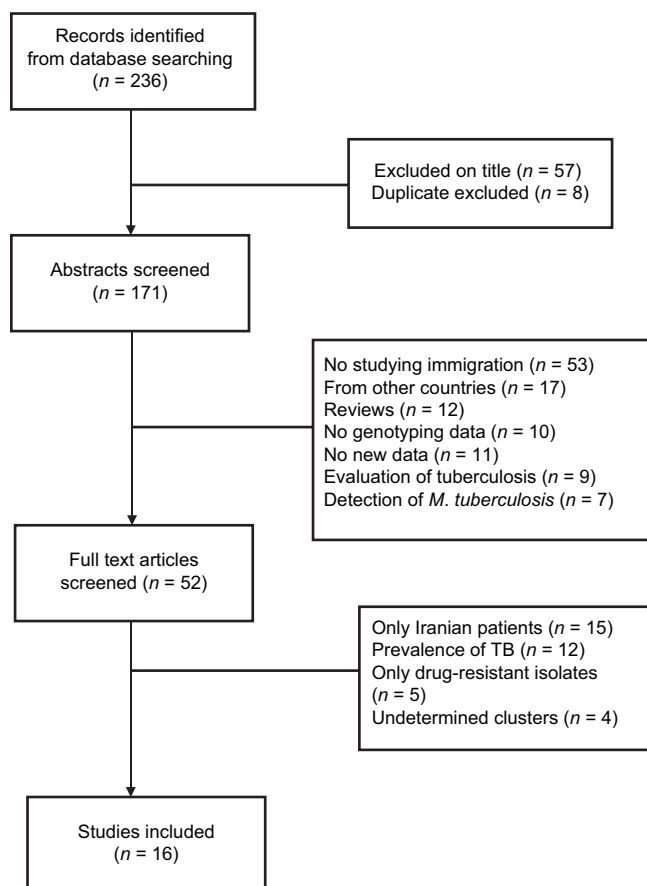 Records identified
from database searching
(n = 236)
Excluded on title (n = 57)
Duplicate excluded (n = 8)
Abstracts screened
(n = 171)
No studying immigration (n = 53)
From other countries (n = 17)
Reviews (n = 12)
No genotyping data (n = 10)
No new data (n = 11)
Evaluation of tuberculosis (n = 9)
Detection of M. tuberculosis (n = 7)
Full text articles
screened (n = 52)
Only Iranian patients (n = 15)
Prevalence of TB (n = 12)
Only drug-resistant isolates
(n = 5)
Undetermined clusters (n = 4)
Studies included
(n = 16)